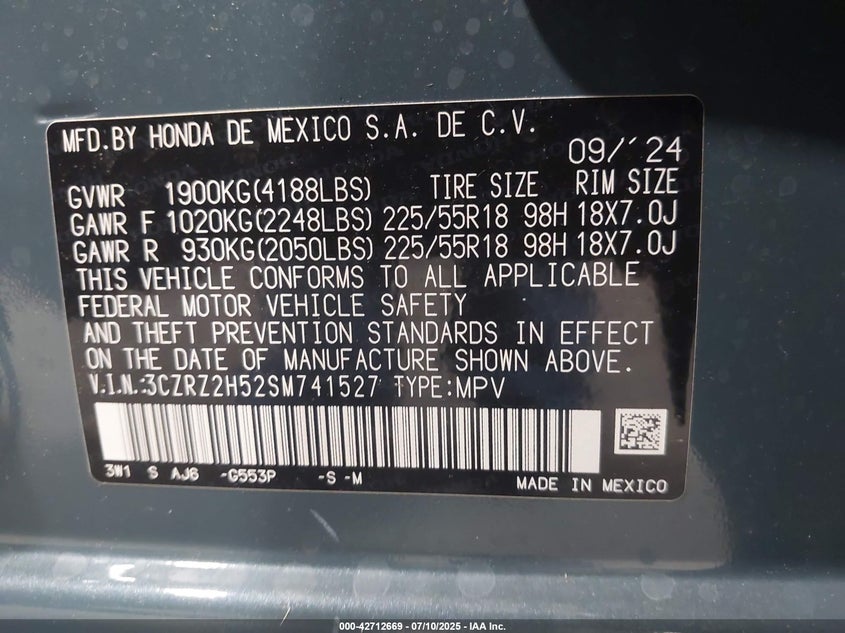 MFD.BY HONDA DE MEXICO S.A. DE C.V.
09/'24
GVWR 1900KG(4188LBS) TIRE SIZE RIM SIZE
GAWR F 1020KG(2248LBS) 225/55R18 98H 18X7.0J
GAWR R 930KG(2050LBS) 225/55R18 98H 18X7.0J
THIS VEHICLE CONFORMS TO ALL APPLICABLE
FEDERAL MOTOR VEHICLE SAFETY
AND THEFT PREVENTION STANDARDS IN EFFECT
ON THE DATE OF MANUFACTURE SHOWN ABOVE.
V.I.N.:3CZRZ2H52SM741527 TYPE:MPV
3W1 S AJ6 -G553P -S -M
MADE IN MEXICO
000-42712669 - 07/10/2025 - IAA Inc.